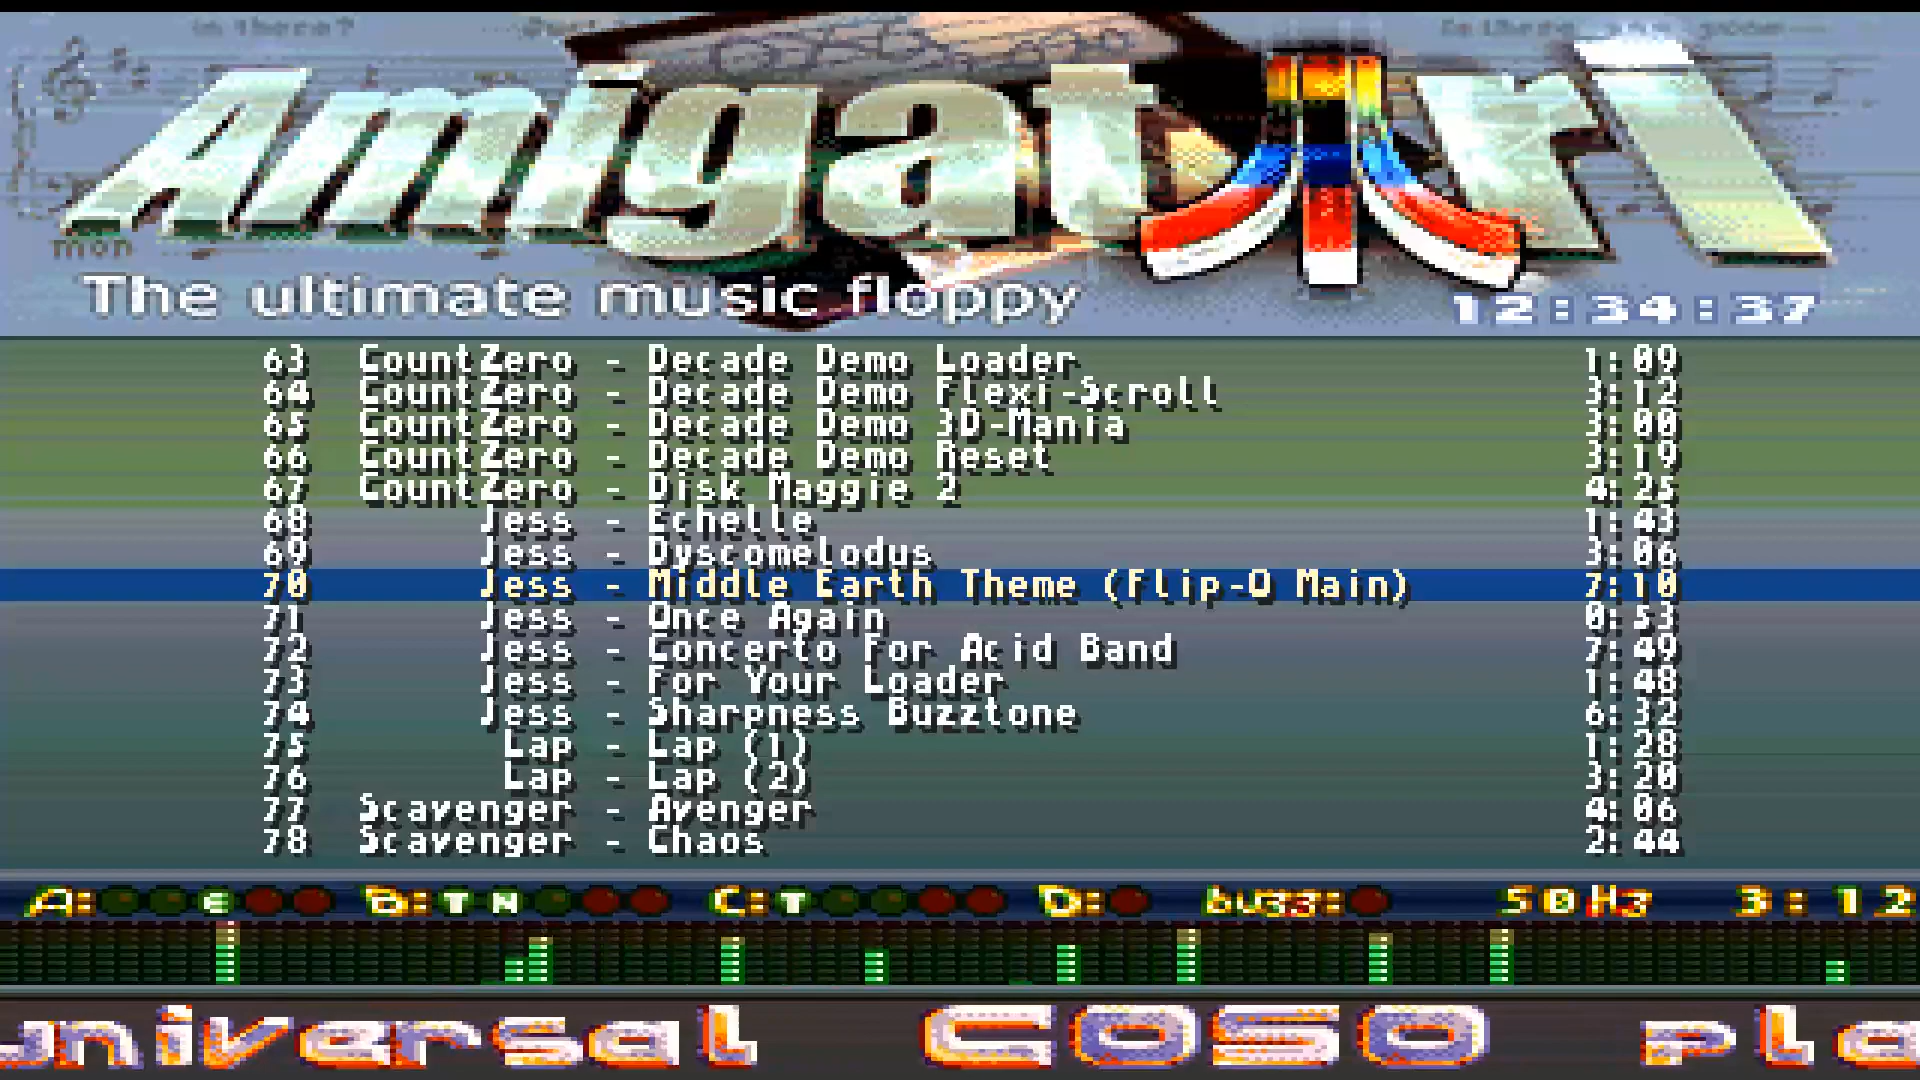 Amigatari
mon
The ultimate music floppy
12:34:37
63 CountZero - Decade Demo Loader 1:09
64 CountZero - Decade Demo Flexi-Scroll 3:12
65 CountZero - Decade Demo 3D-Mania 3:00
66 CountZero - Decade Demo Reset 3:19
67 CountZero - Disk Maggie 2 4:25
68 Jess - Echelle 1:43
69 Jess - Dyscomelodus 3:06
70 Jess - Middle Earth Theme (Flip-O Main) 7:10
71 Jess - Once Again 0:53
72 Jess - Concerto For Acid Band 7:49
73 Jess - For Your Loader 1:48
74 Jess - Sharpness Buzztone 6:32
75 Lap - Lap (1) 1:28
76 Lap - Lap (2) 3:20
77 Scavenger - Avenger 4:06
78 Scavenger - Chaos 2:44
A: E B: T N C: T D: buzz: 50Hz 3:12
universal COSO pla